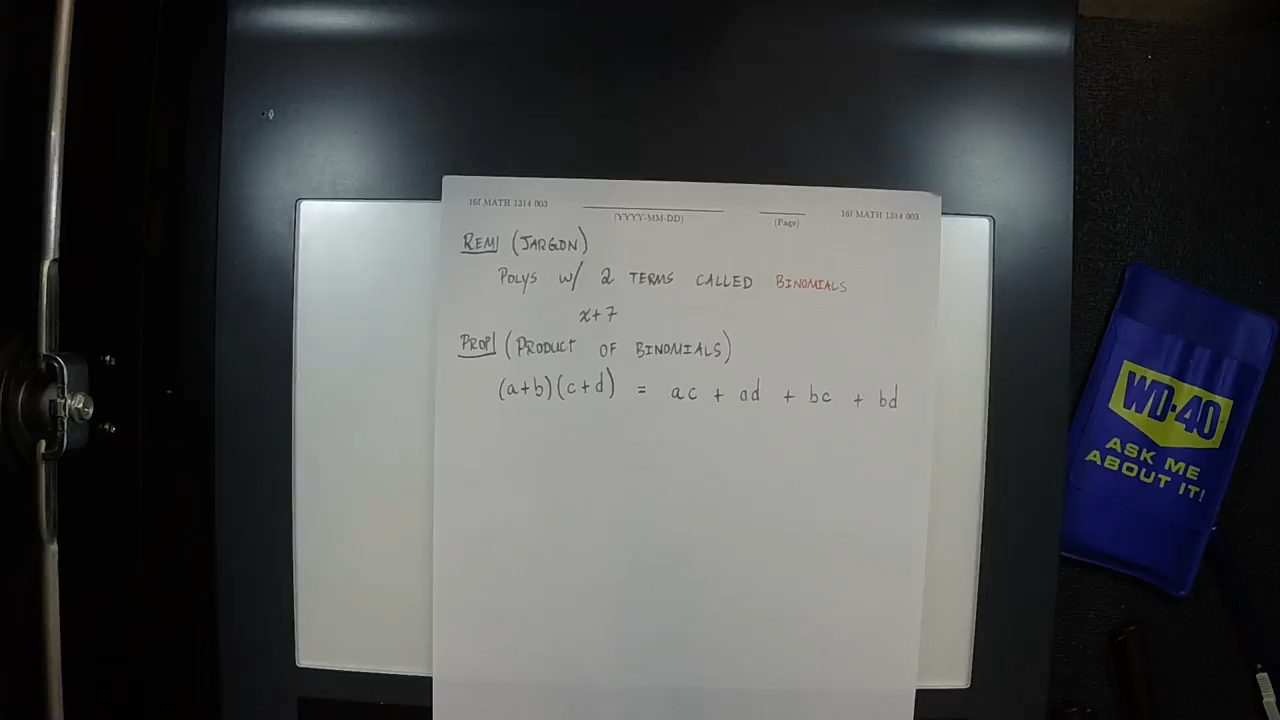 16f MATH 1314 003 (YYYY-MM-DD) (Page) 16f MATH 1314 003
REM (JARGON)
POLYS W/ 2 TERMS CALLED BINOMIALS
x+7
PROP (PRODUCT OF BINOMIALS)
(a+b)(c+d) = ac + ad + bc + bd
WD-40
ASK ME
ABOUT IT!